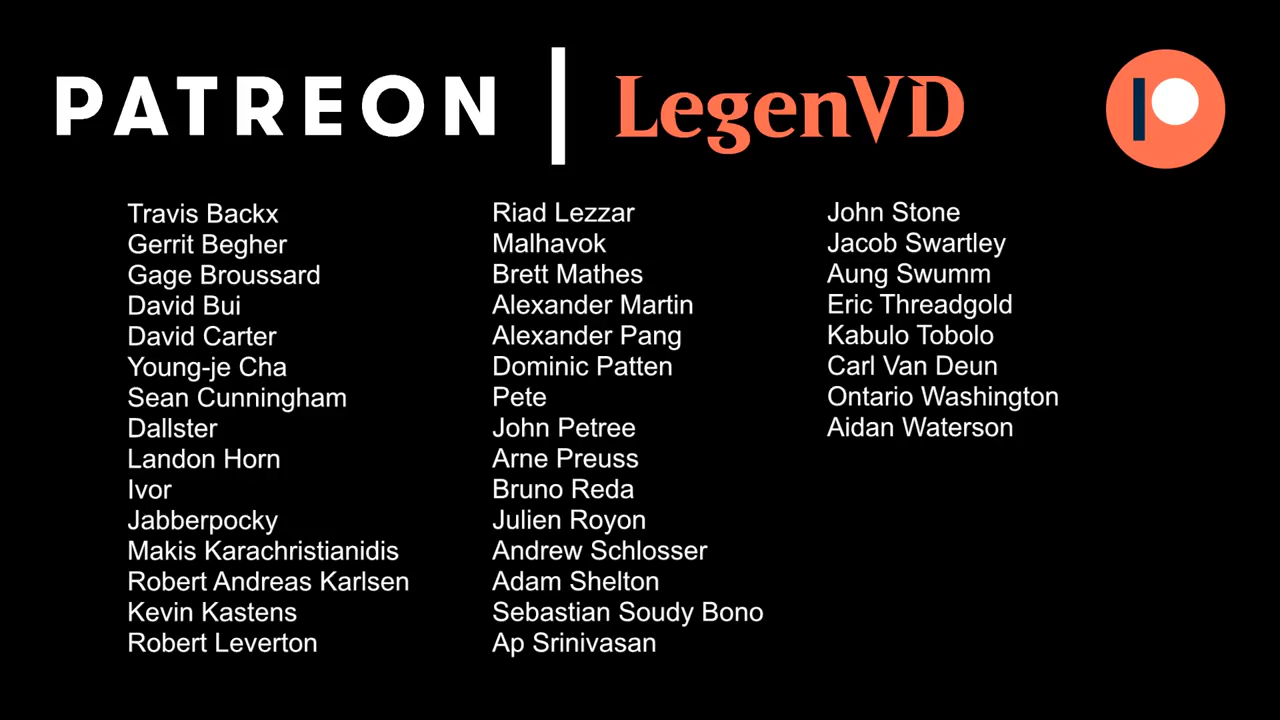 PATREON | LegenVD
Travis Backx
Gerrit Begher
Gage Broussard
David Bui
David Carter
Young-je Cha
Sean Cunningham
Dallster
Landon Horn
Ivor
Jabberpocky
Makis Karachristianidis
Robert Andreas Karlsen
Kevin Kastens
Robert Leverton
Riad Lezzar
Malhavok
Brett Mathes
Alexander Martin
Alexander Pang
Dominic Patten
Pete
John Petree
Arne Preuss
Bruno Reda
Julien Royon
Andrew Schlosser
Adam Shelton
Sebastian Soudy Bono
Ap Srinivasan
John Stone
Jacob Swartley
Aung Swumm
Eric Threadgold
Kabulo Tobolo
Carl Van Deun
Ontario Washington
Aidan Waterson